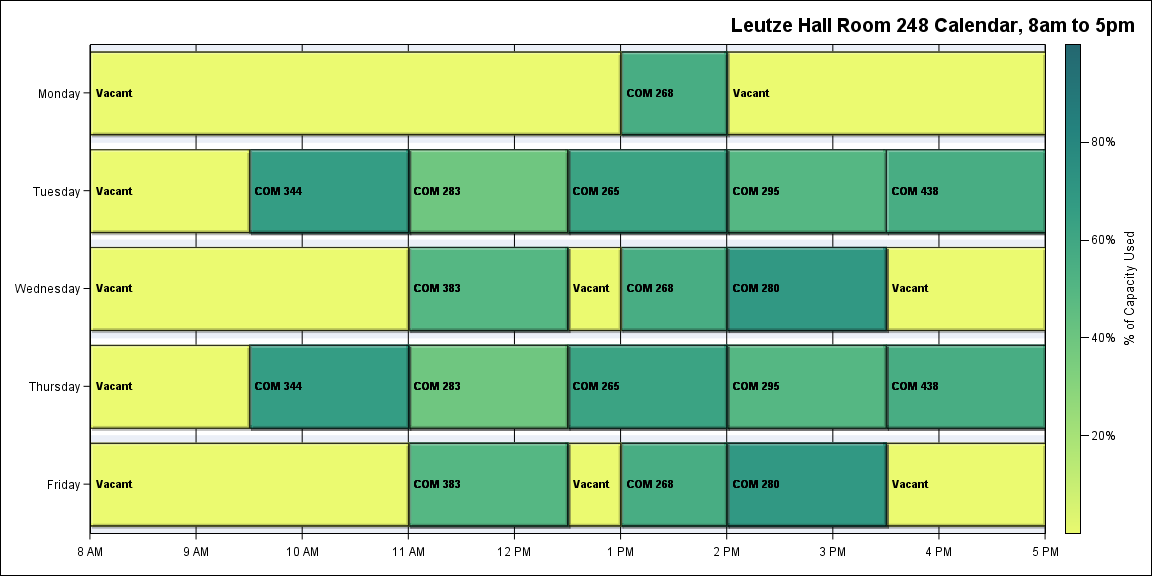 Leutze Hall Room 248 Calendar, 8am to 5pm
Monday
Vacant
COM 268
Vacant
Tuesday
Vacant
COM 344
COM 283
COM 265
COM 295
COM 438
Wednesday
Vacant
COM 383
Vacant
COM 268
COM 280
Vacant
Thursday
Vacant
COM 344
COM 283
COM 265
COM 295
COM 438
Friday
Vacant
COM 383
Vacant
COM 268
COM 280
Vacant
8 AM
9 AM
10 AM
11 AM
12 PM
1 PM
2 PM
3 PM
4 PM
5 PM
80%
60%
40%
20%
% of Capacity Used